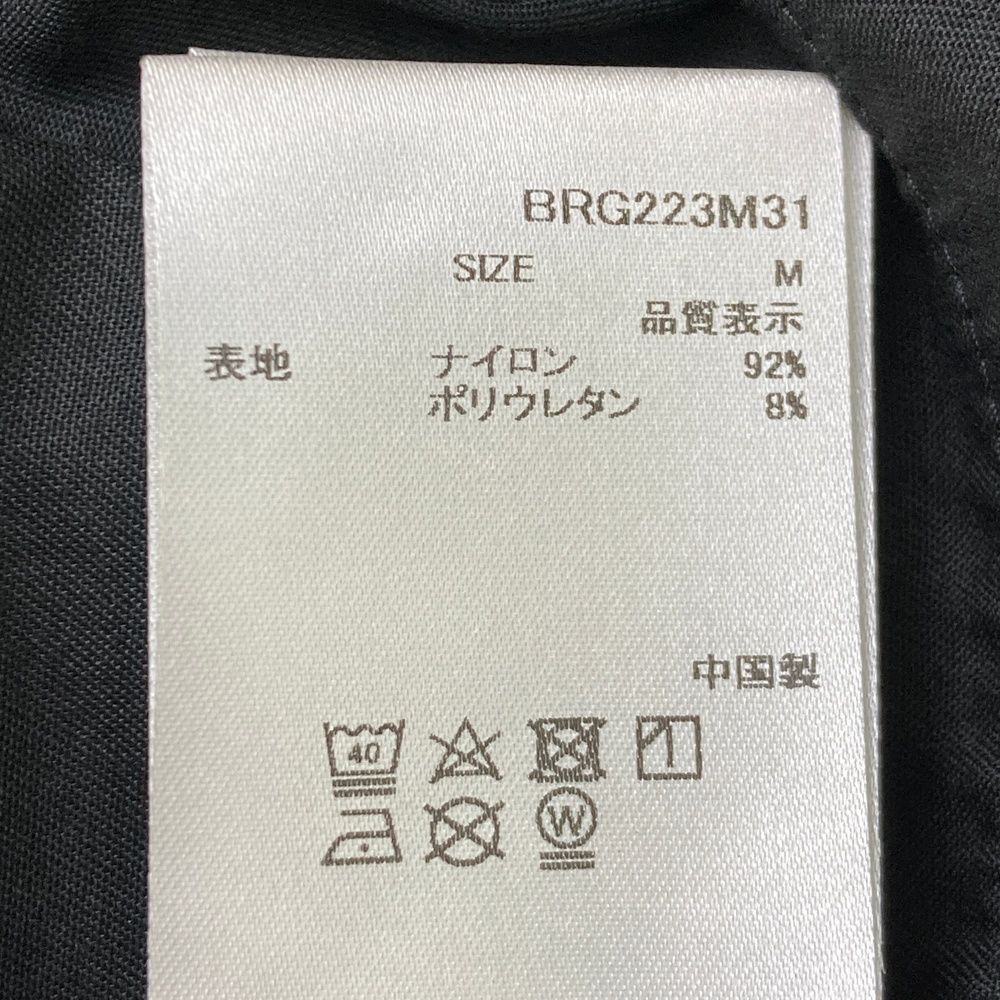 BRG223M31
SIZE M
品質表示
表地 ナイロン 92%
ポリウレタン 8%
中国製
40
W